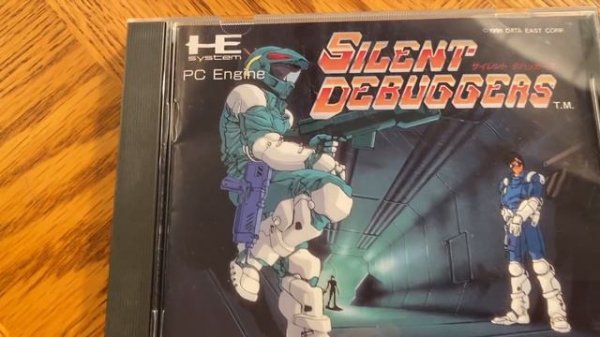 HE
system
PC Engine
© 1991 DATA EAST CORP.
SILENT
DEBUGGERS
サイレント デバッガーズ
T.M.